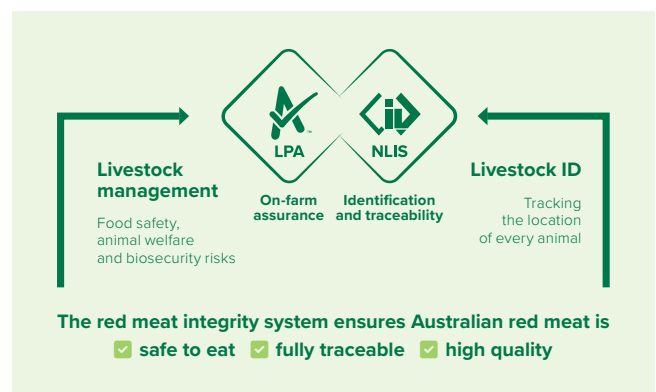 LPA
NLIS
Livestock
management
Food safety,
animal welfare
and biosecurity risks
On-farm
assurance
Identification
and traceability
Livestock ID
Tracking
the location
of every animal
The red meat integrity system ensures Australian red meat is
safe to eat fully traceable high quality